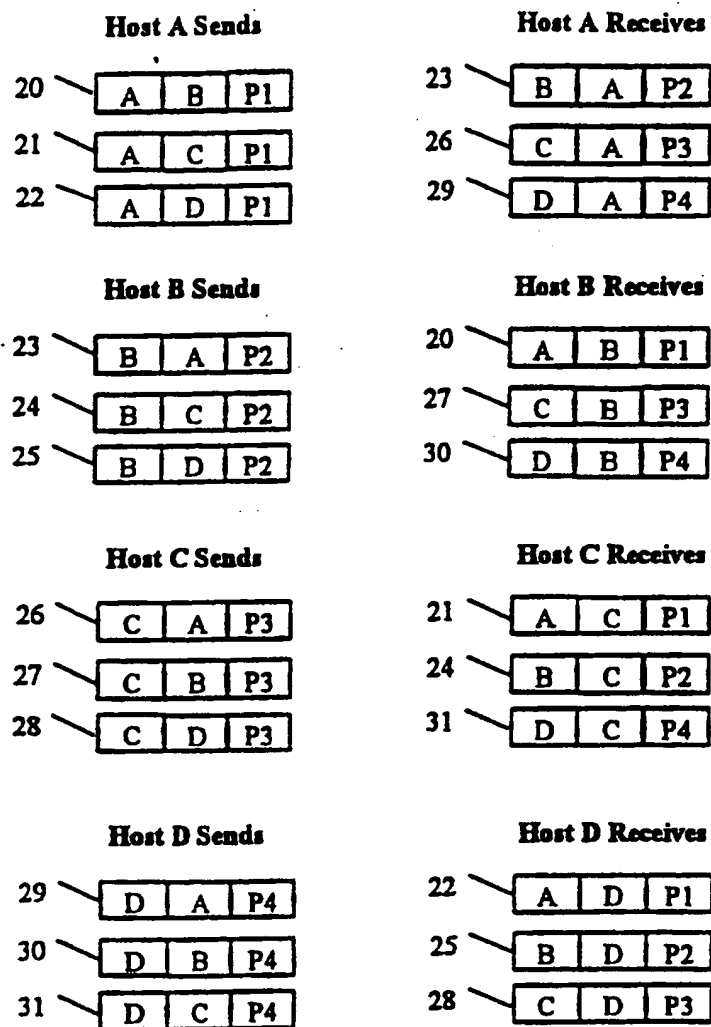 Host A Sends
20 A B P1
21 A C P1
22 A D P1
Host A Receives
23 B A P2
26 C A P3
29 D A P4
Host B Sends
23 B A P2
24 B C P2
25 B D P2
Host B Receives
20 A B P1
27 C B P3
30 D B P4
Host C Sends
26 C A P3
27 C B P3
28 C D P3
Host C Receives
21 A C P1
24 B C P2
31 D C P4
Host D Sends
29 D A P4
30 D B P4
31 D C P4
Host D Receives
22 A D P1
25 B D P2
28 C D P3